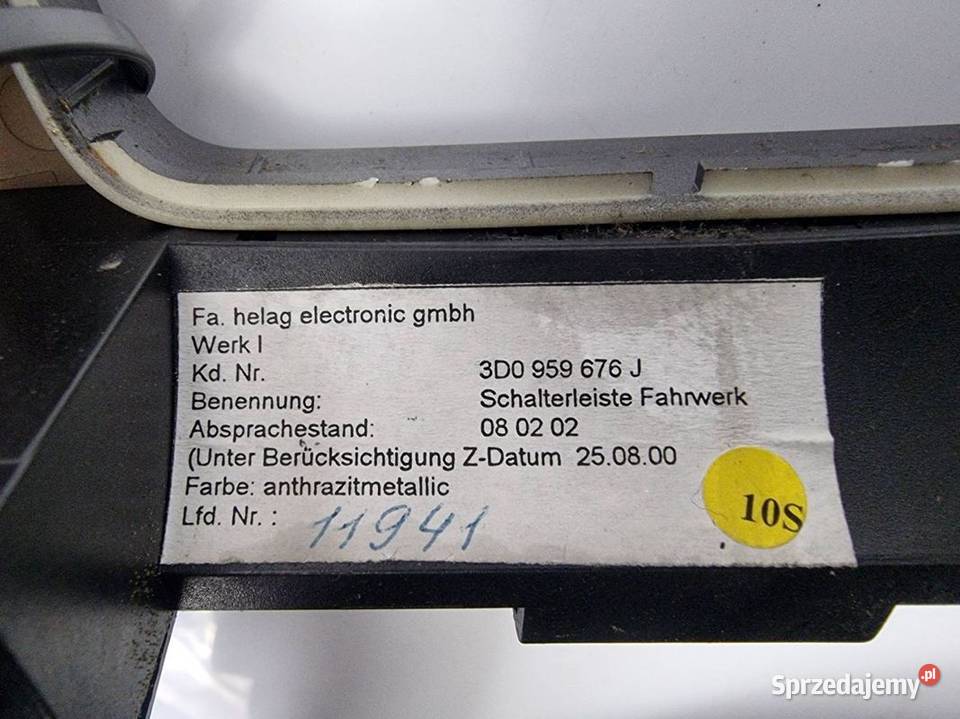 Fa. helag electronic gmbh
Werk I
Kd. Nr. 3D0 959 676 J
Benennung: Schalterleiste Fahrwerk
Absprachestand: 08 02 02
(Unter Berücksichtigung Z-Datum 25.08.00
Farbe: anthrazitmetallic
Lfd. Nr. : 11941
10S
Sprzedajemy.pl